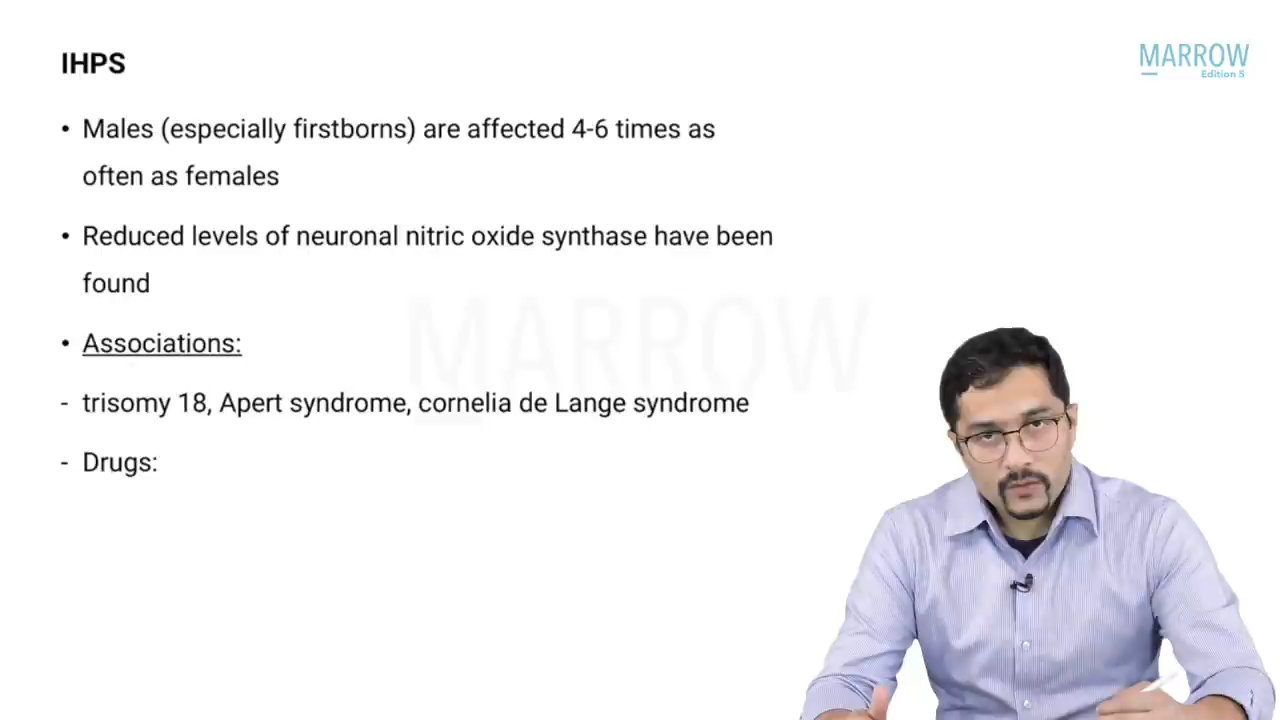 IHPS
MARROW
Edition 5
• Males (especially firstborns) are affected 4-6 times as
often as females
• Reduced levels of neuronal nitric oxide synthase have been
found
MARROW
• Associations:
- trisomy 18, Apert syndrome, cornelia de Lange syndrome
- Drugs: